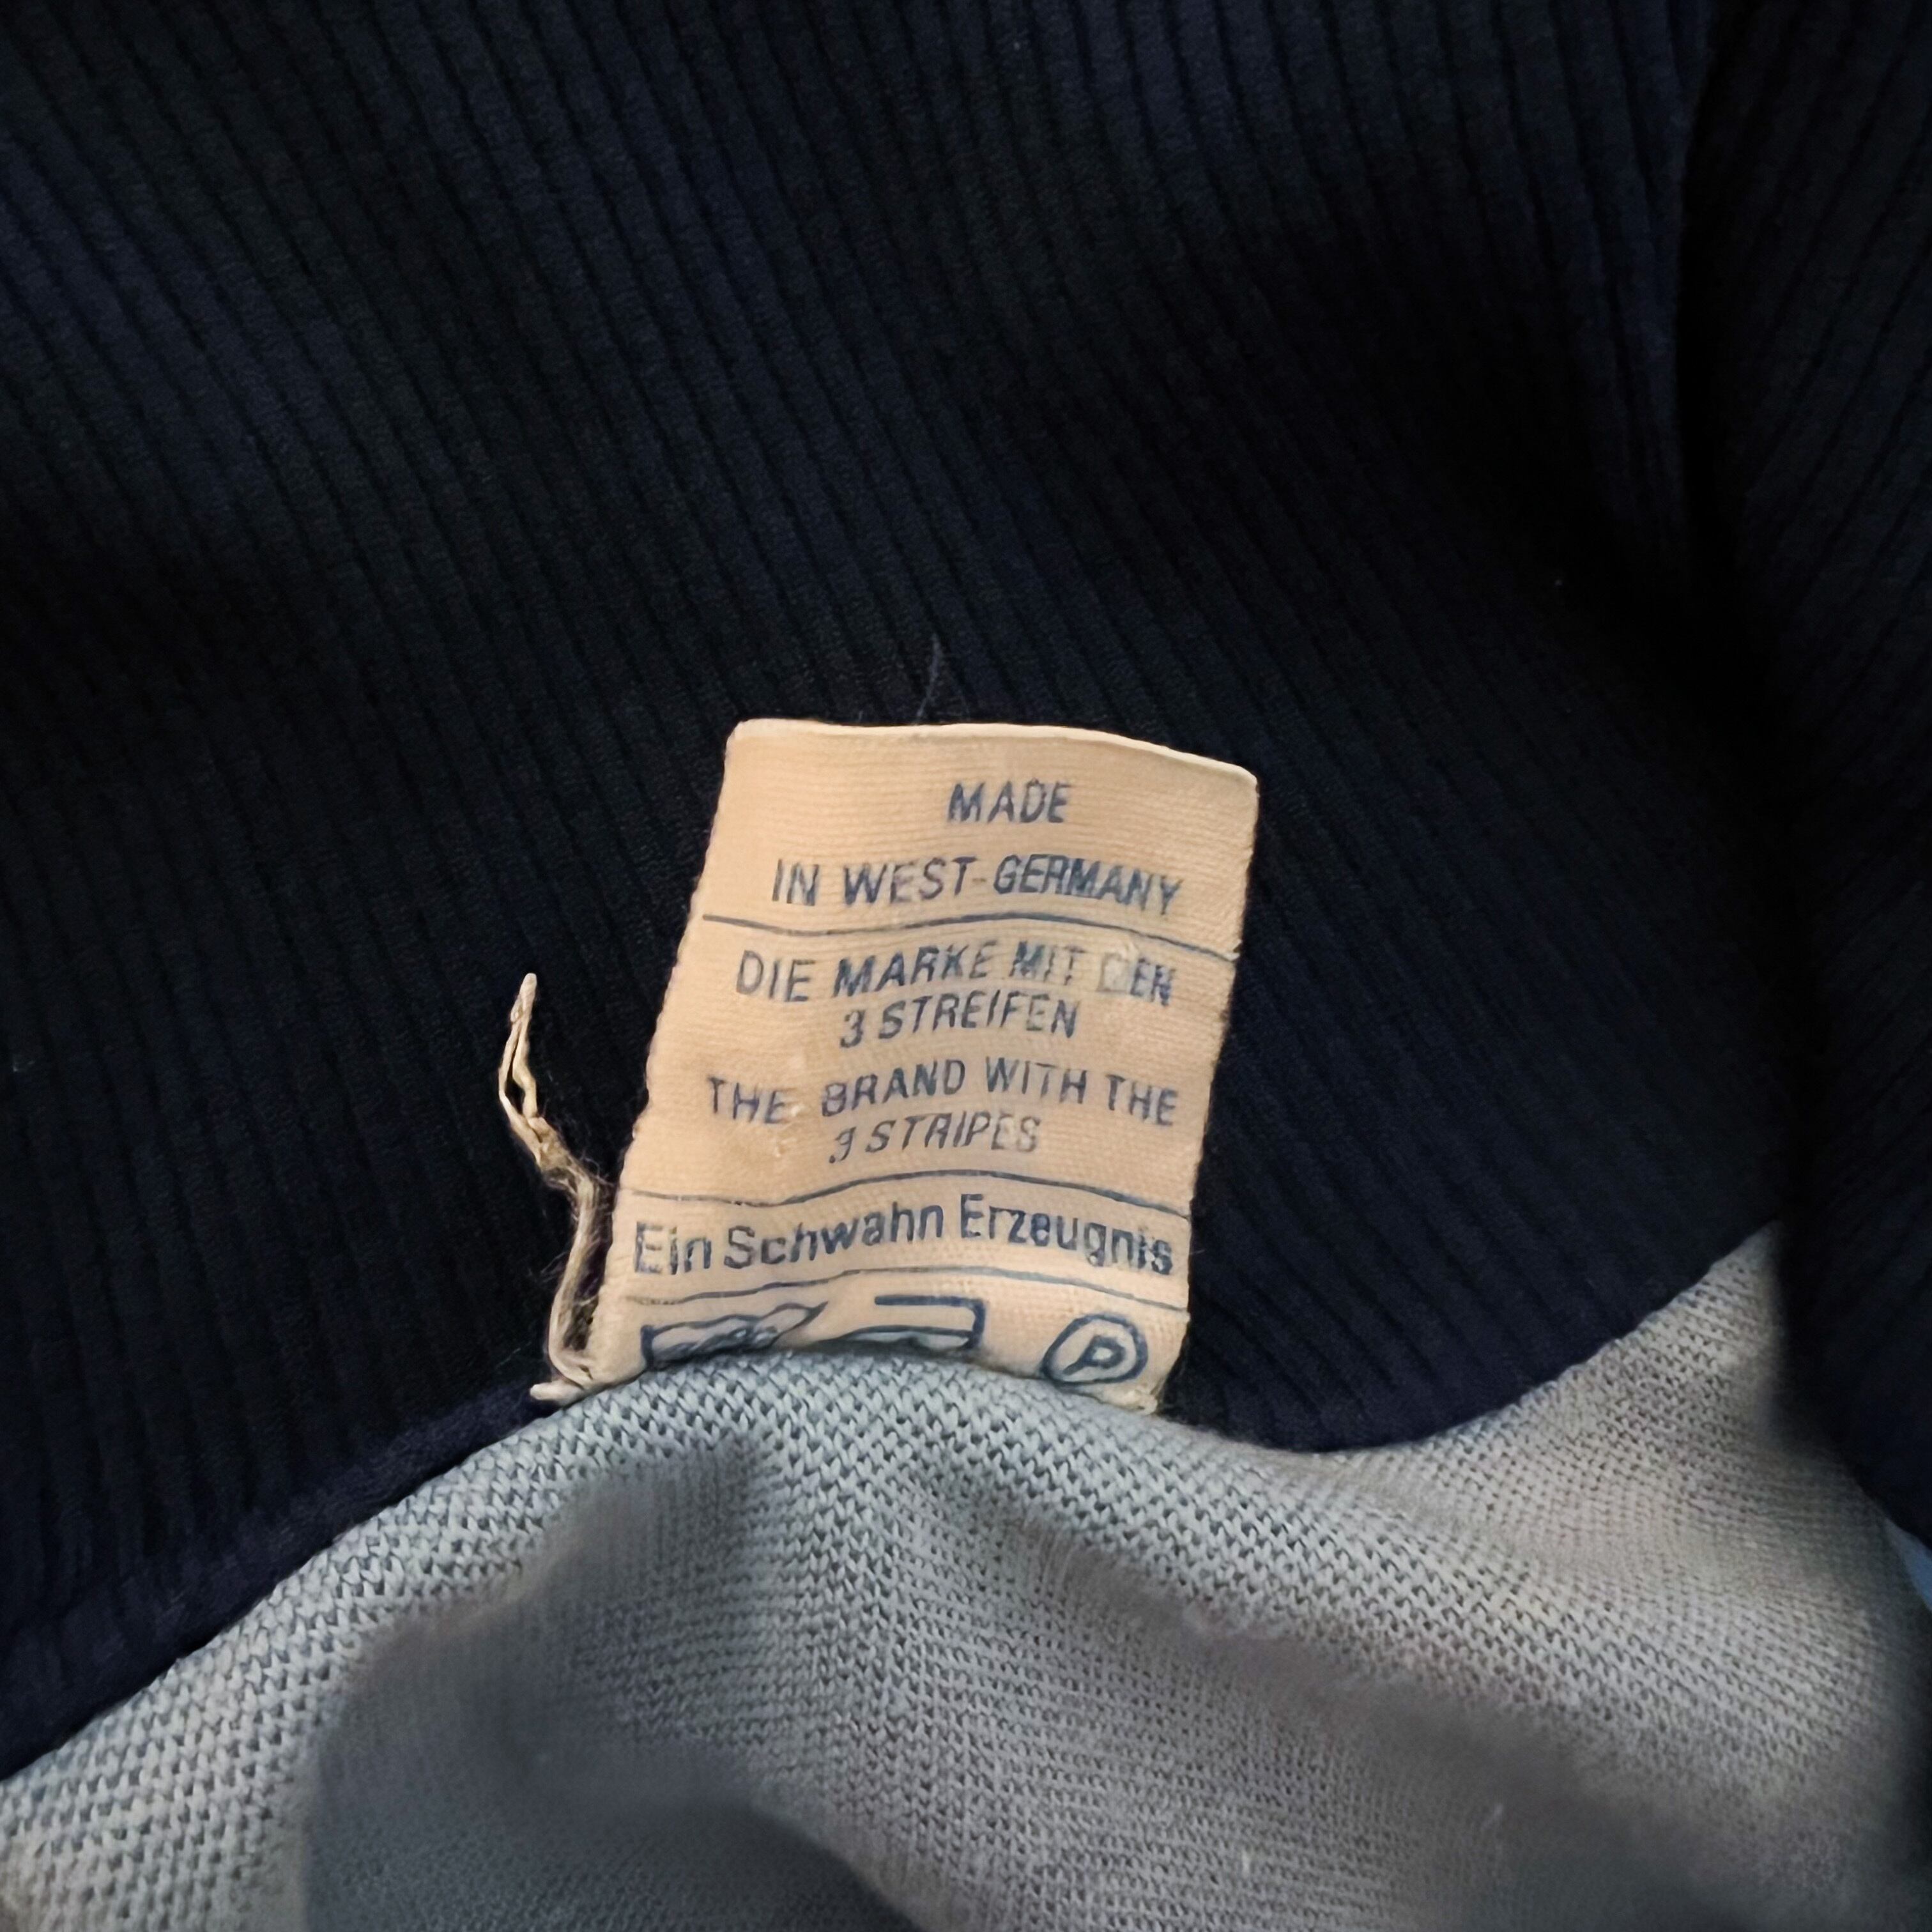 MADE
IN WEST-GERMANY
DIE MARKE MIT DEN
3 STREIFEN
THE BRAND WITH THE
3 STRIPES
Ein Schwahn Erzeugnis
P